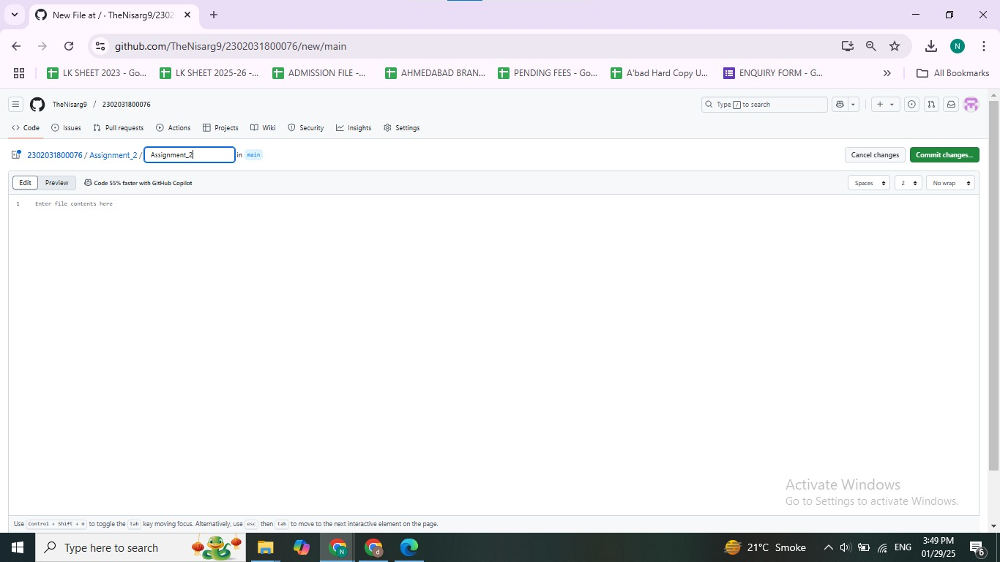 New File at / · TheNisarg9/2302
github.com/TheNisarg9/2302031800076/new/main
N
LK SHEET 2023 - Go...
LK SHEET 2025-26 -...
ADMISSION FILE -...
AHMEDABAD BRAN...
PENDING FEES - Go...
A'bad Hard Copy U...
ENQUIRY FORM - G...
All Bookmarks
TheNisarg9 / 2302031800076
Type / to search
Code
Issues
Pull requests
Actions
Projects
Wiki
Security
Insights
Settings
2302031800076 / Assignment_2 / Assignment_2 in main
Cancel changes
Commit changes...
Edit
Preview
Code 55% faster with GitHub Copilot
Spaces
2
No wrap
1 Enter file contents here
Activate Windows
Go to Settings to activate Windows.
Use Control + Shift + m to toggle the tab key moving focus. Alternatively, use esc then tab to move to the next interactive element on the page.
Type here to search
N
d
21°C Smoke
ENG
3:49 PM
01/29/25
6